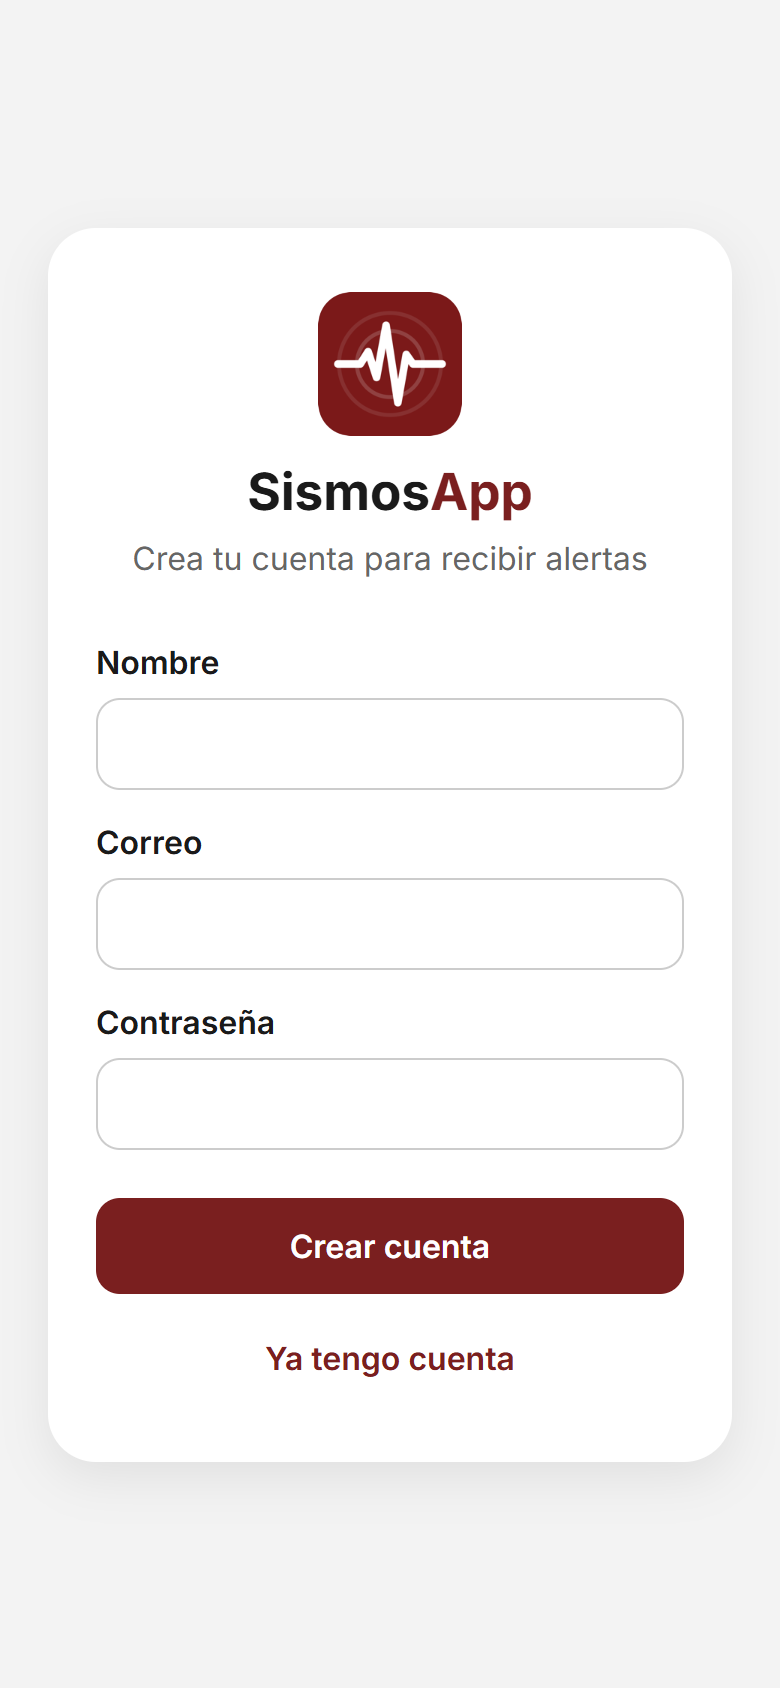 SismosApp
Crea tu cuenta para recibir alertas
Nombre
Correo
Contraseña
Crear cuenta
Ya tengo cuenta